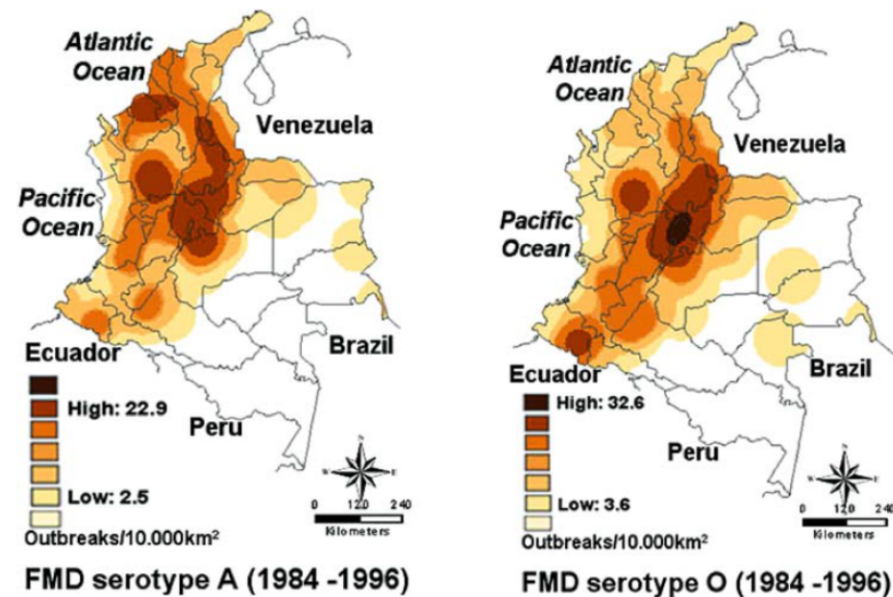 Atlantic
Ocean
Venezuela
Pacific
Ocean
Ecuador
Brazil
High: 22.9
Peru
Low: 2.5
N
W
E
S
0 120 240
Kilometers
Outbreaks/10.000km²
FMD serotype A (1984 -1996)
Atlantic
Ocean
Venezuela
Pacific
Ocean
Ecuador
Brazil
High: 32.6
Peru
Low: 3.6
N
W
E
S
0 120 240
Kilometers
Outbreaks/10.000km²
FMD serotype O (1984 -1996)